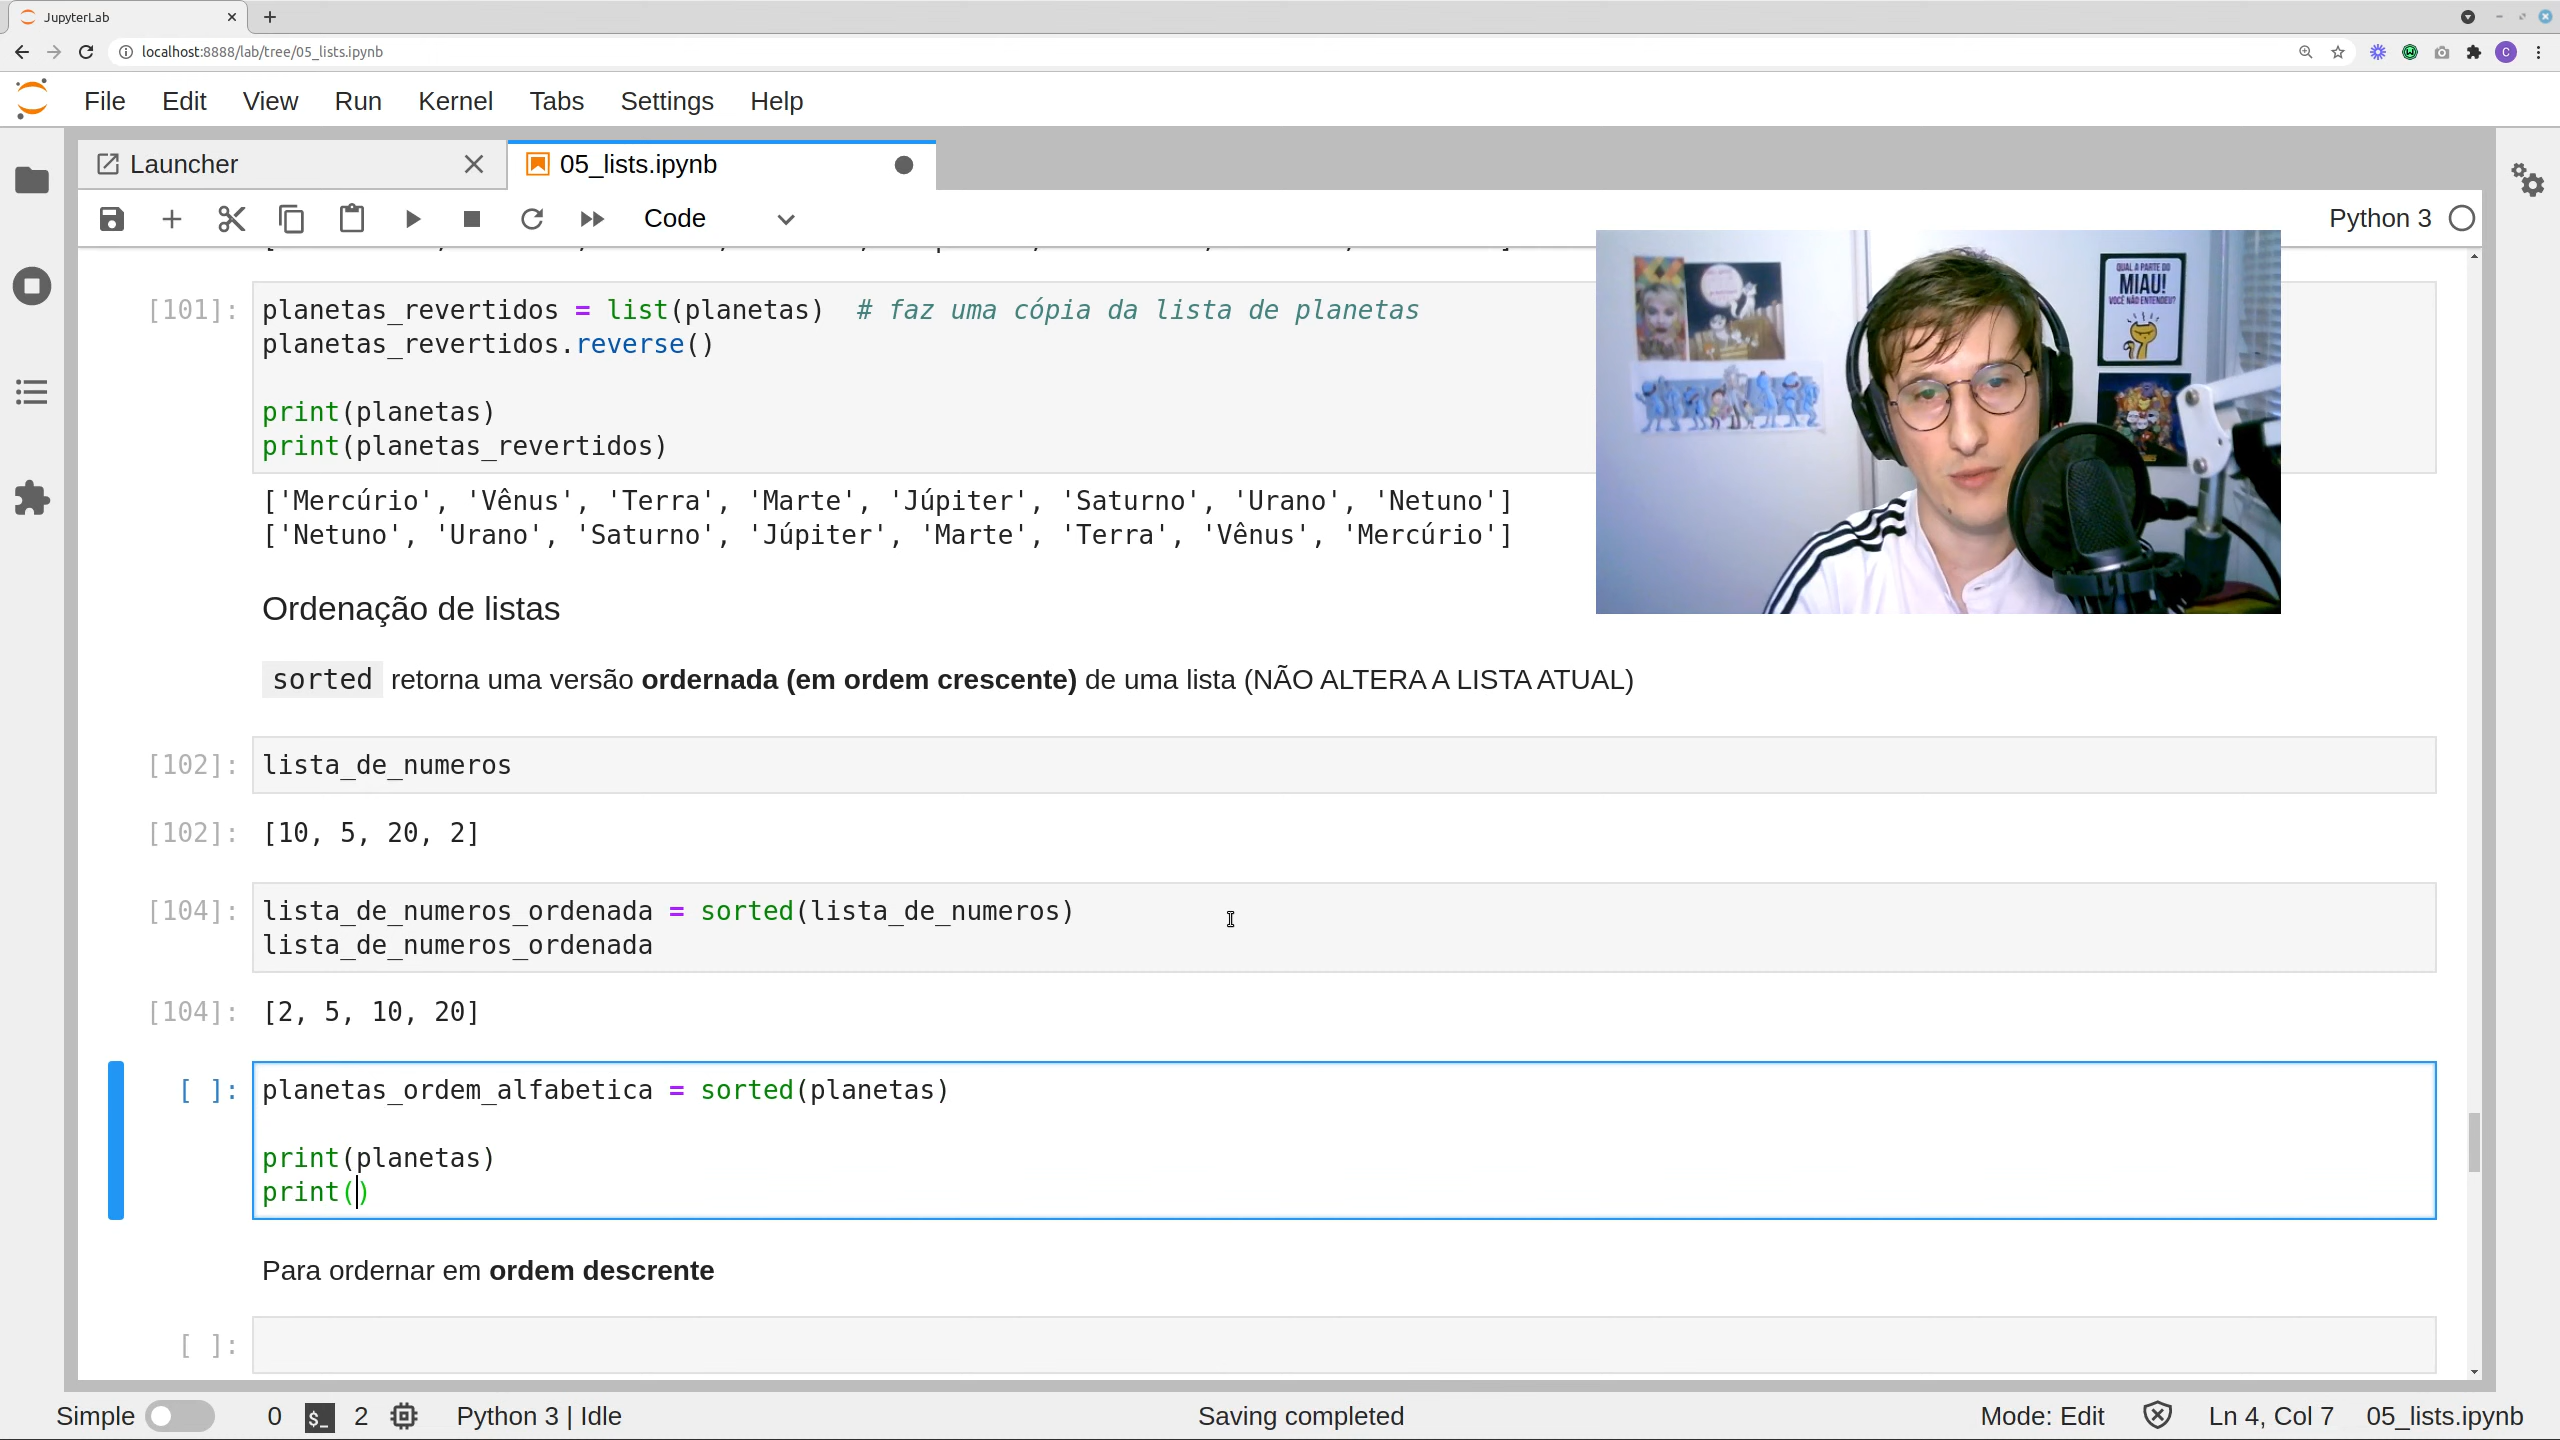 JupyterLab
localhost:8888/lab/tree/05_lists.ipynb
C
File Edit View Run Kernel Tabs Settings Help
Launcher
05_lists.ipynb
Code
Python 3
[101]: planetas_revertidos = list(planetas)  # faz uma cópia da lista de planetas
planetas_revertidos.reverse()
print(planetas)
print(planetas_revertidos)
['Mercúrio', 'Vênus', 'Terra', 'Marte', 'Júpiter', 'Saturno', 'Urano', 'Netuno']
['Netuno', 'Urano', 'Saturno', 'Júpiter', 'Marte', 'Terra', 'Vênus', 'Mercúrio']
QUAL A PARTE DO
MIAU!
VOCÊ NÃO ENTENDEU?
Ordenação de listas
sorted retorna uma versão ordernada (em ordem crescente) de uma lista (NÃO ALTERA A LISTA ATUAL)
[102]: lista_de_numeros
[102]: [10, 5, 20, 2]
[104]: lista_de_numeros_ordenada = sorted(lista_de_numeros)
lista_de_numeros_ordenada
[104]: [2, 5, 10, 20]
[ ]: planetas_ordem_alfabetica = sorted(planetas)
print(planetas)
print()
Para ordernar em ordem descrente
[ ]:
Simple 0 $_ 2 Python 3 | Idle Saving completed Mode: Edit Ln 4, Col 7 05_lists.ipynb